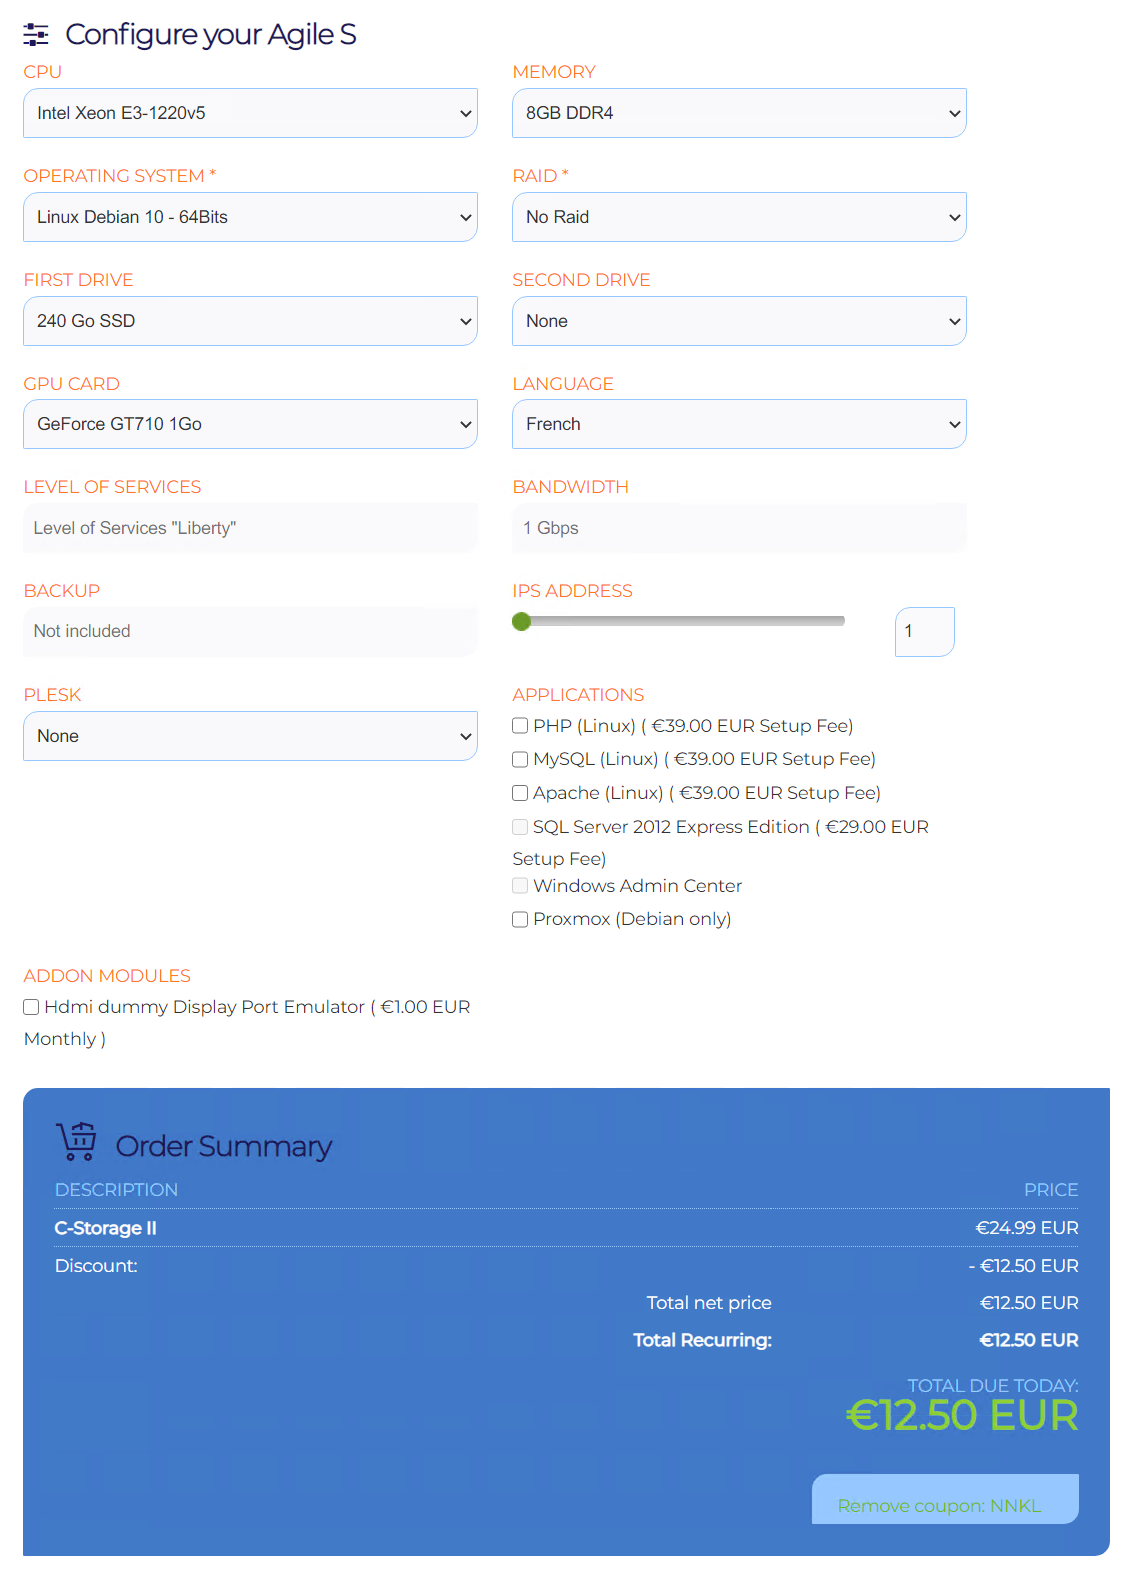 Configure your Agile S
CPU
Intel Xeon E3-1220v5
MEMORY
8GB DDR4
OPERATING SYSTEM *
Linux Debian 10 - 64Bits
RAID *
No Raid
FIRST DRIVE
240 Go SSD
SECOND DRIVE
None
GPU CARD
GeForce GT710 1Go
LANGUAGE
French
LEVEL OF SERVICES
Level of Services "Liberty"
BANDWIDTH
1 Gbps
BACKUP
Not included
IPS ADDRESS
1
PLESK
None
APPLICATIONS
PHP (Linux) ( €39.00 EUR Setup Fee)
MySQL (Linux) ( €39.00 EUR Setup Fee)
Apache (Linux) ( €39.00 EUR Setup Fee)
SQL Server 2012 Express Edition ( €29.00 EUR
Setup Fee)
Windows Admin Center
Proxmox (Debian only)
ADDON MODULES
Hdmi dummy Display Port Emulator ( €1.00 EUR
Monthly )
Order Summary
DESCRIPTION PRICE
C-Storage II €24.99 EUR
Discount: - €12.50 EUR
Total net price €12.50 EUR
Total Recurring: €12.50 EUR
TOTAL DUE TODAY:
€12.50 EUR
Remove coupon: NNKL